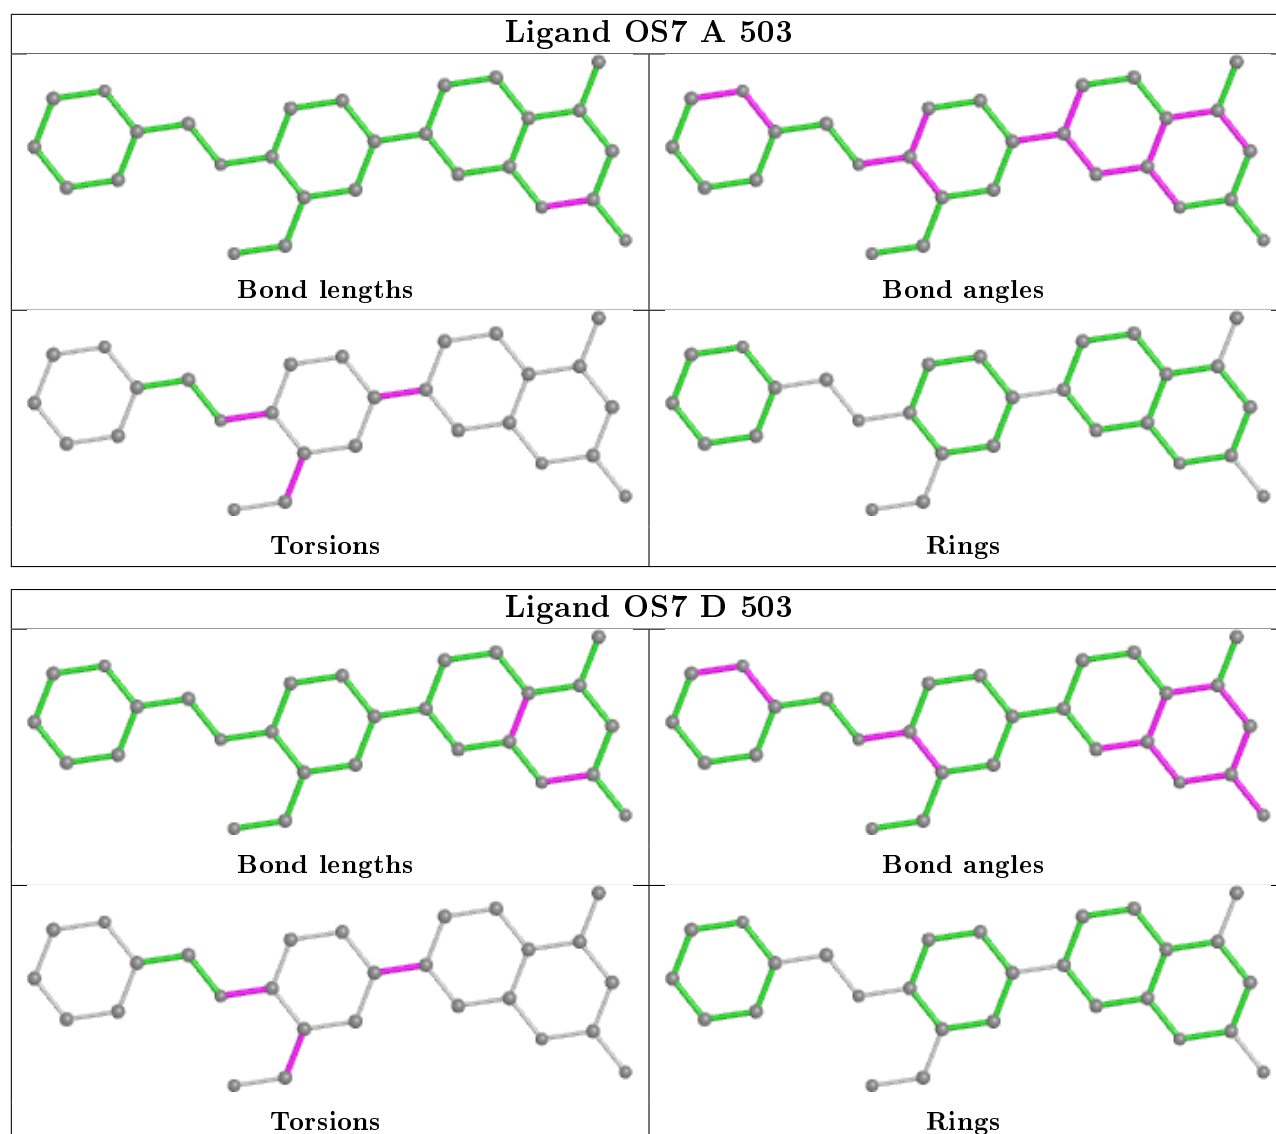 Ligand OS7 A 503
Bond lengths
Bond angles
Torsions
Rings
Ligand OS7 D 503
Bond lengths
Bond angles
Torsions
Rings